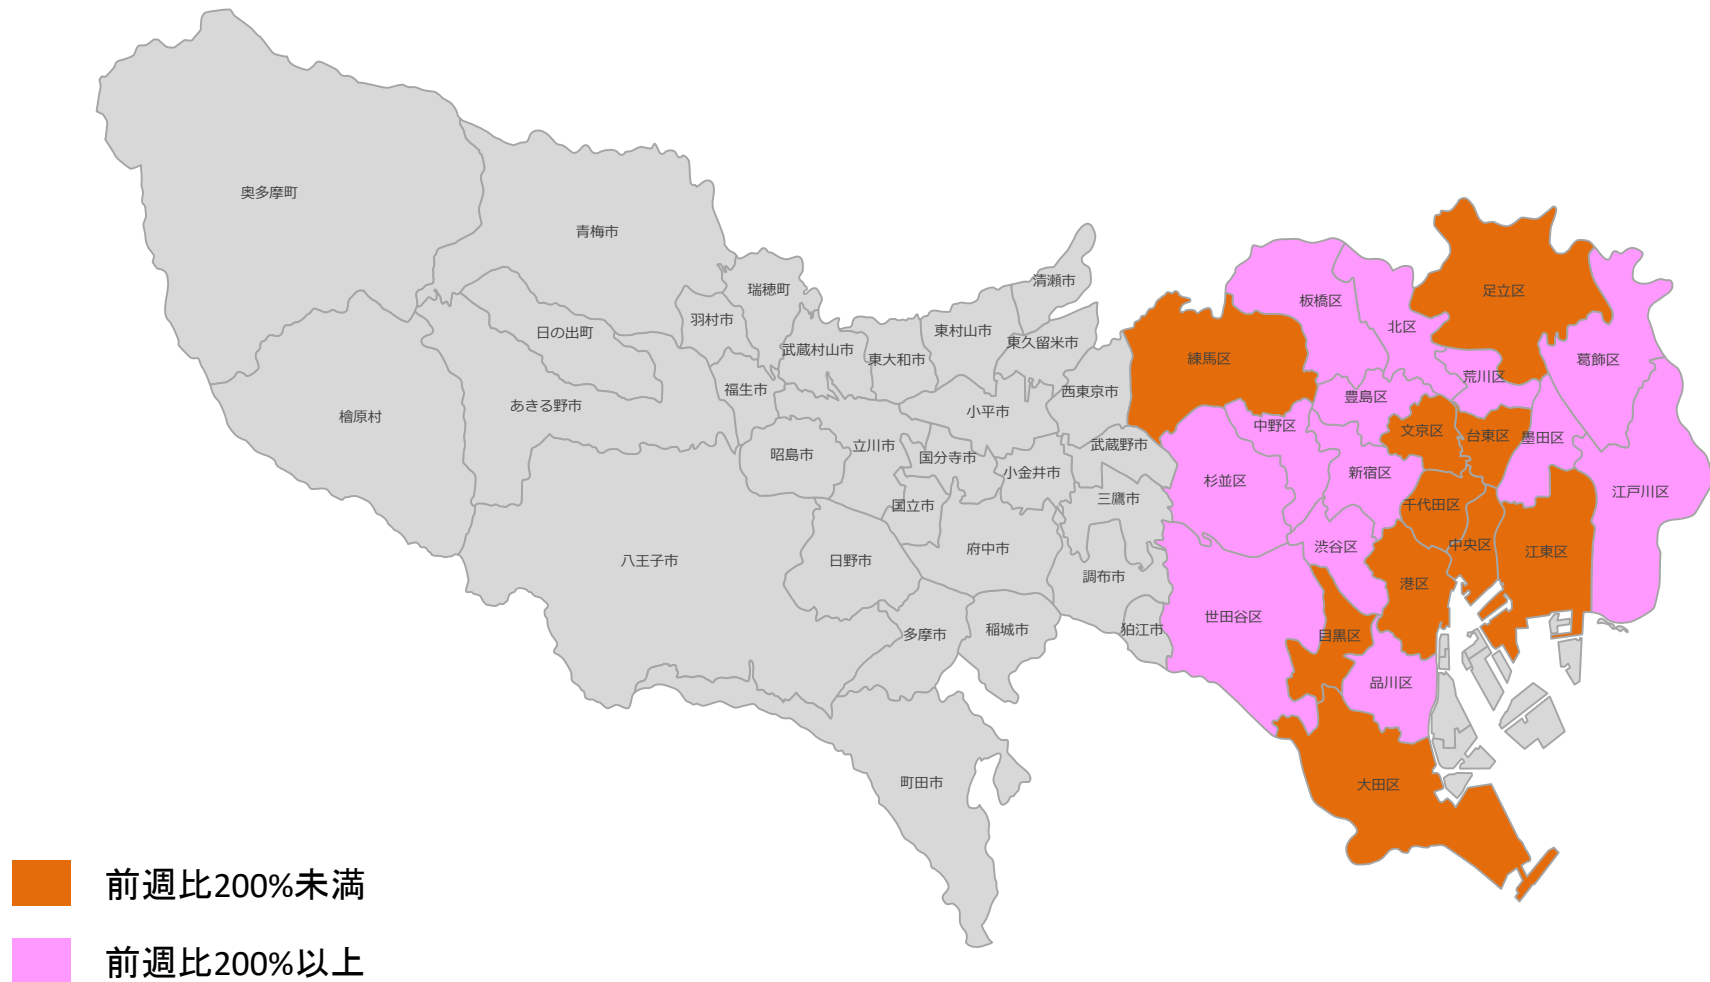 奥多摩町
青梅市
瑞穂町
羽村市
日の出町
檜原村
あきる野市
福生市
武蔵村山市
東大和市
東村山市
清瀬市
東久留米市
西東京市
小平市
立川市
昭島市
国分寺市
小金井市
武蔵野市
三鷹市
国立市
八王子市
日野市
府中市
調布市
狛江市
多摩市
稲城市
町田市
板橋区
北区
足立区
練馬区
葛飾区
荒川区
豊島区
中野区
文京区
台東区
墨田区
杉並区
新宿区
江戸川区
千代田区
渋谷区
中央区
江東区
港区
世田谷区
目黒区
品川区
大田区
前週比200%未満
前週比200%以上